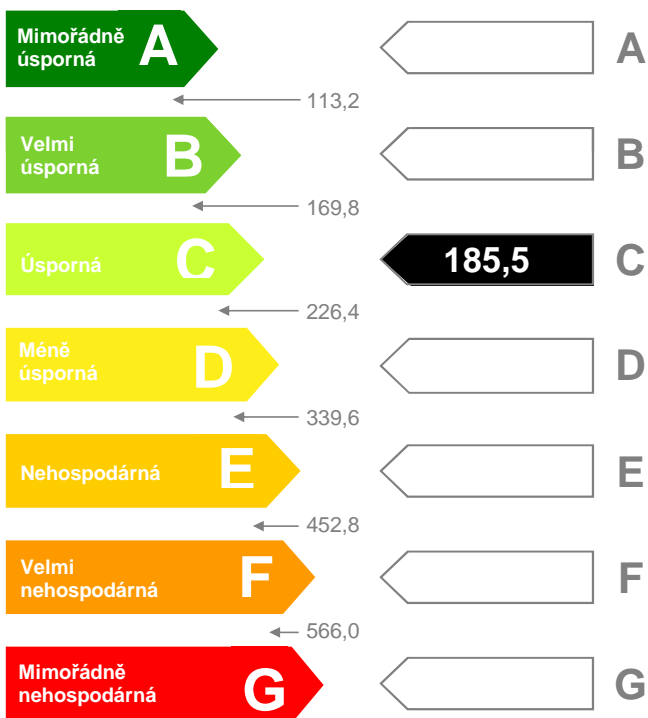 Mimořádně
úsporná
A
A
113,2
Velmi
úsporná
B
B
169,8
Úsporná
C
185,5
C
226,4
Méně
úsporná
D
D
339,6
Nehospodárná
E
E
452,8
Velmi
nehospodárná
F
F
566,0
Mimořádně
nehospodárná
G
G